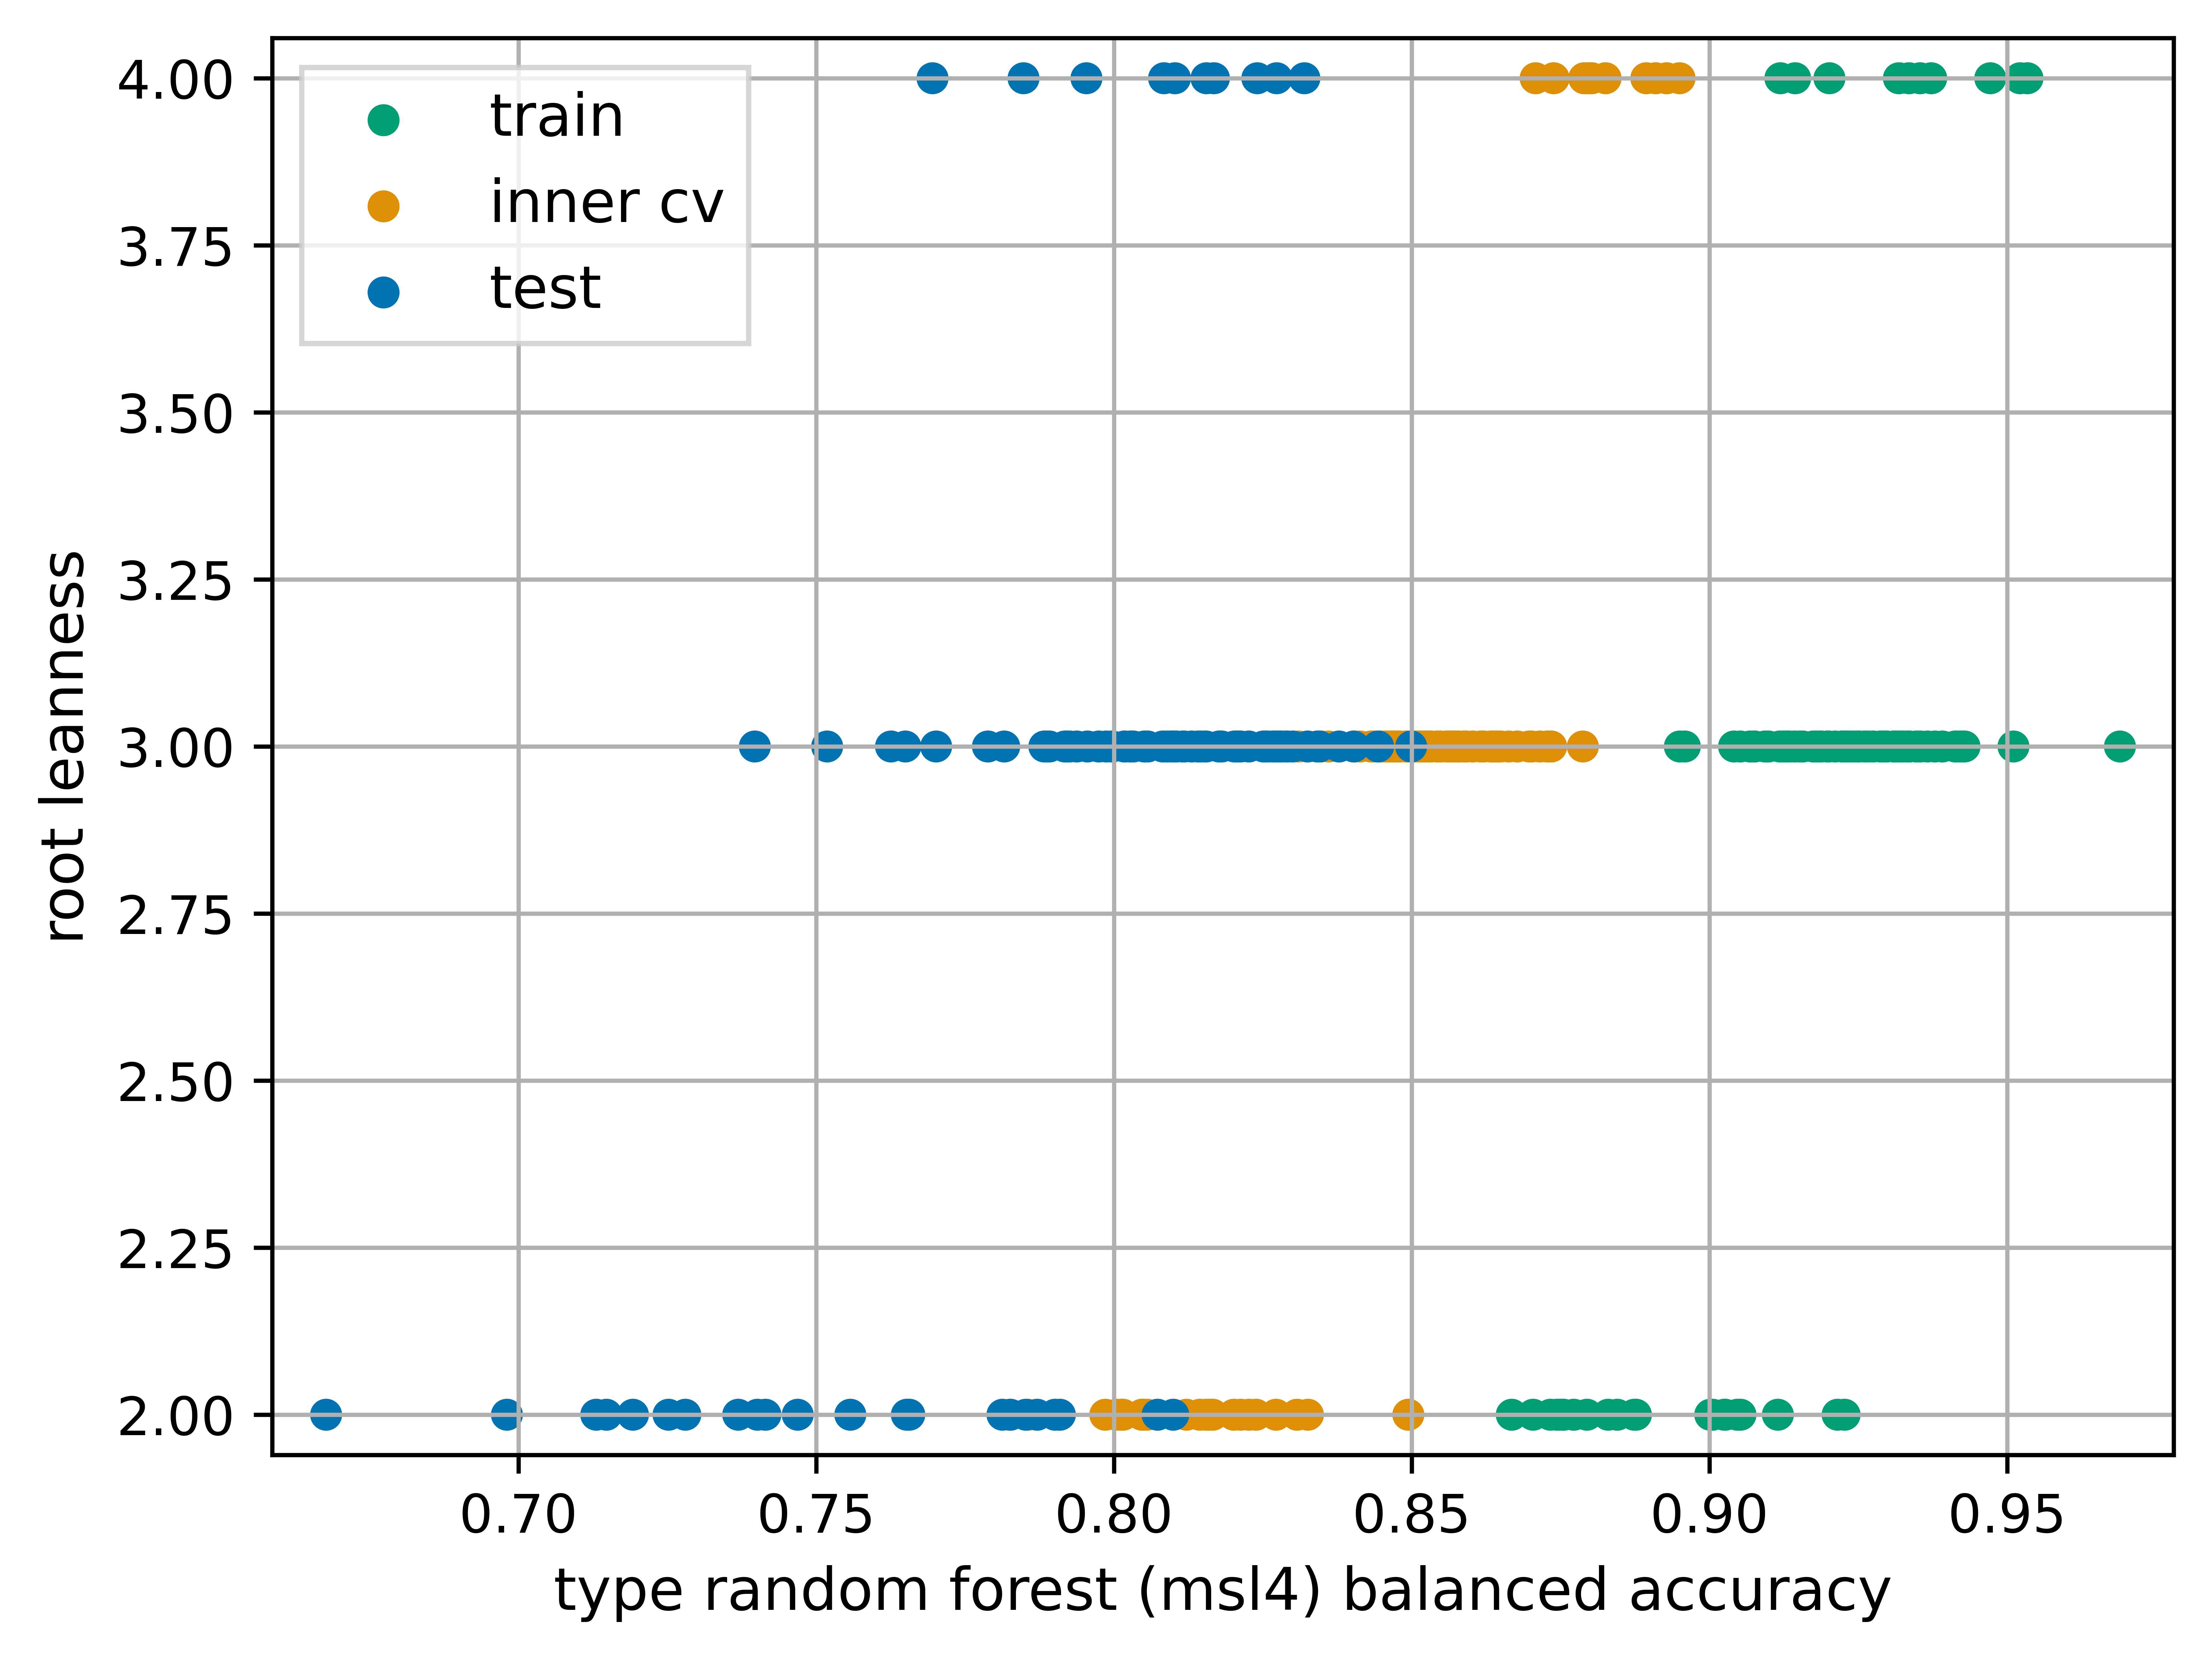 4.00
3.75
3.50
3.25
3.00
2.75
2.50
2.25
2.00
root leanness
train
inner cv
test
0.70 0.75 0.80 0.85 0.90 0.95
type random forest (msl4) balanced accuracy